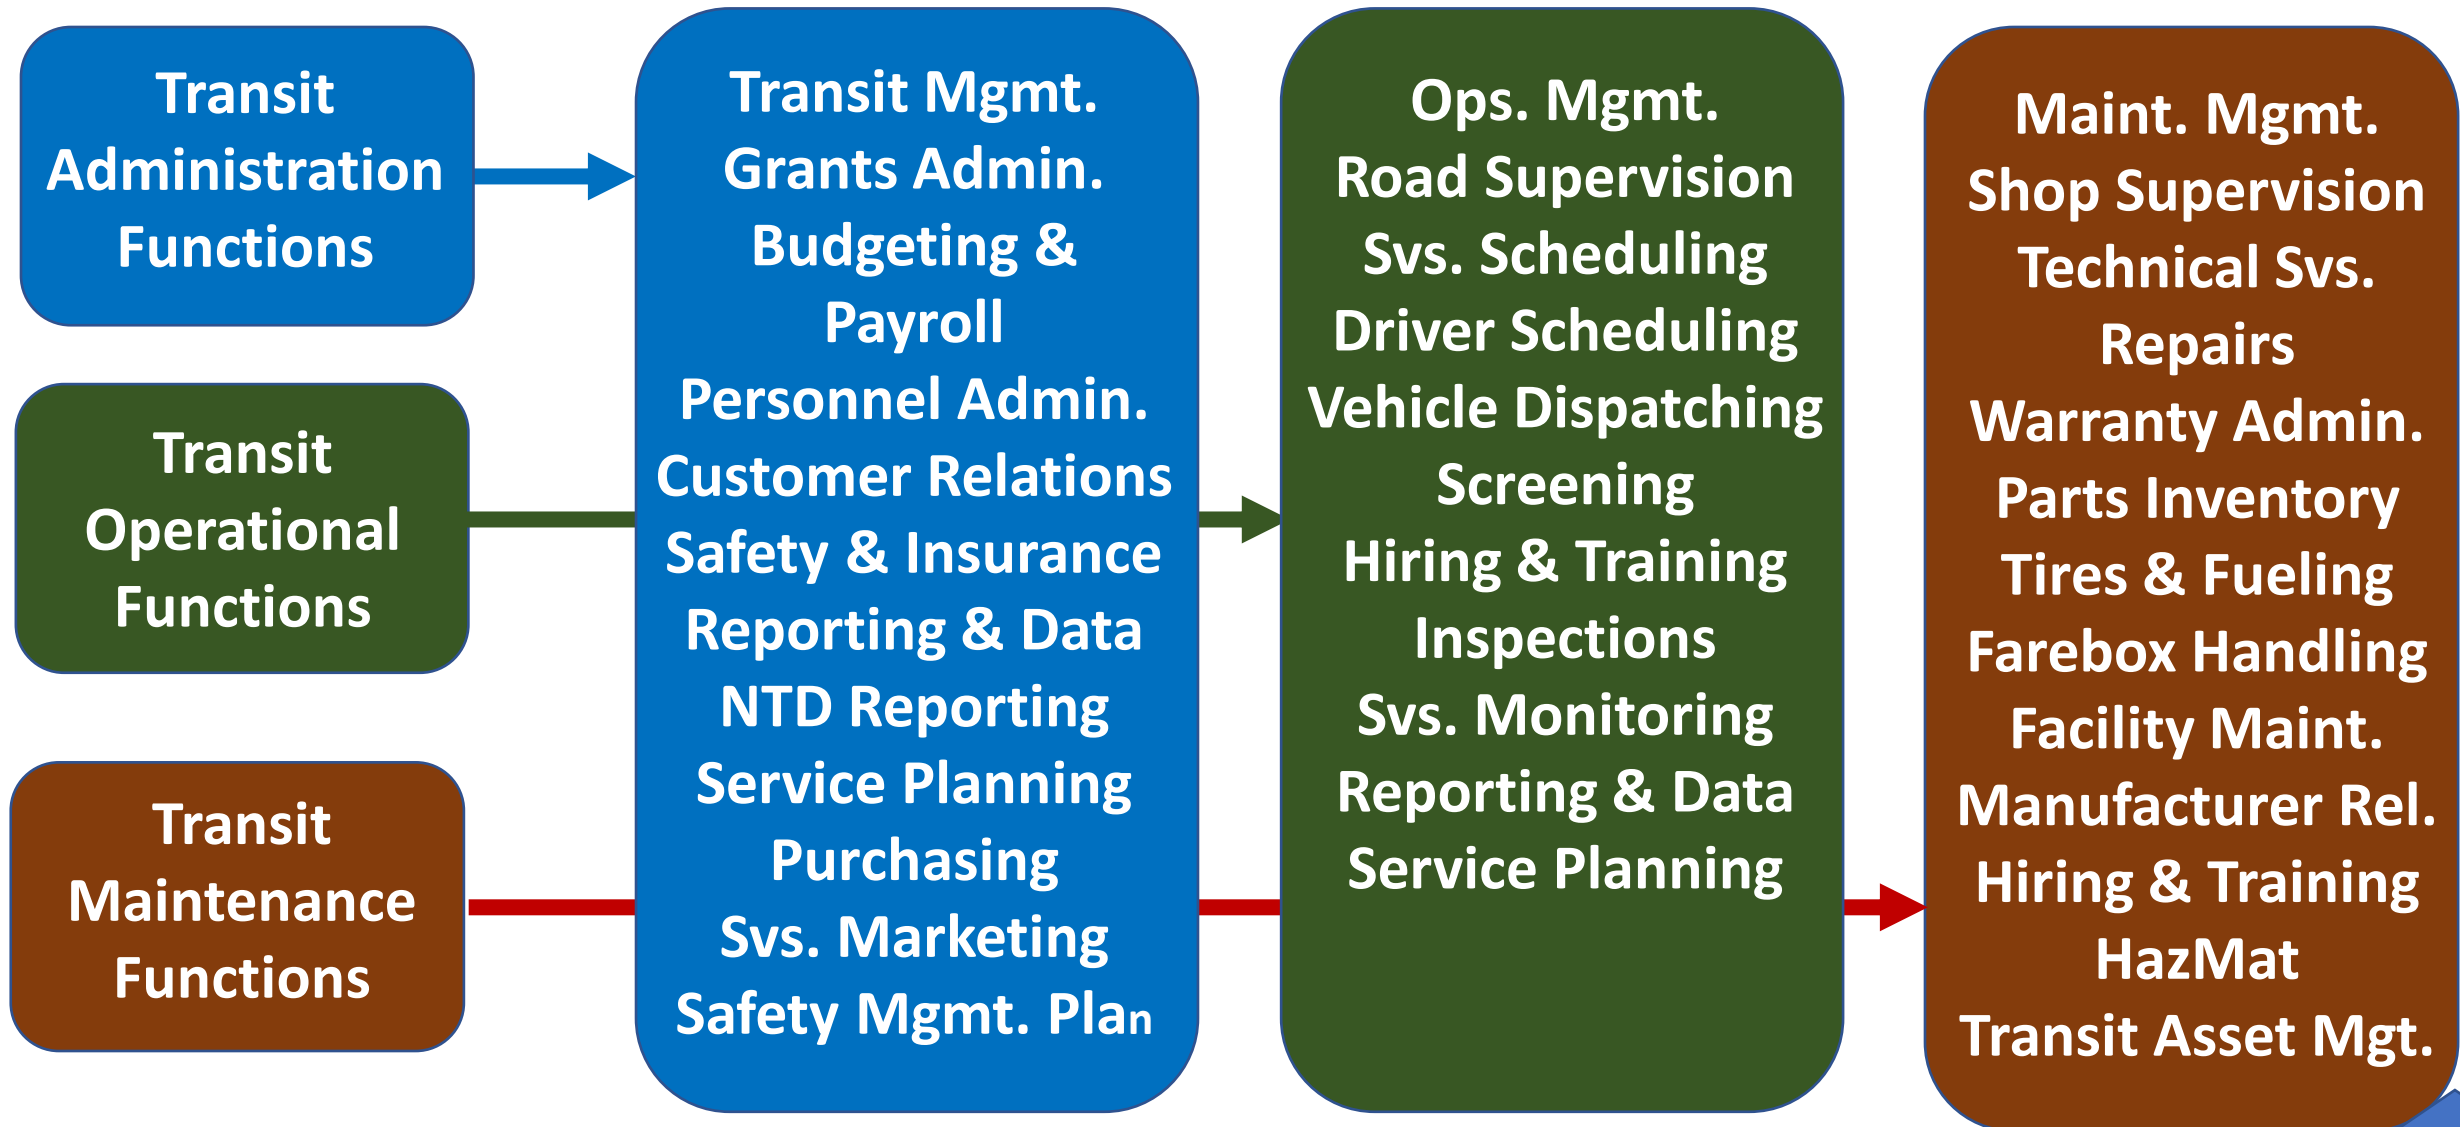 Transit
Administration
Functions
Transit
Operational
Functions
Transit
Maintenance
Functions
Transit Mgmt.
Grants Admin.
Budgeting &
Payroll
Personnel Admin.
Customer Relations
Safety & Insurance
Reporting & Data
NTD Reporting
Service Planning
Purchasing
Svs. Marketing
Safety Mgmt. Plan
Ops. Mgmt.
Road Supervision
Svs. Scheduling
Driver Scheduling
Vehicle Dispatching
Screening
Hiring & Training
Inspections
Svs. Monitoring
Reporting & Data
Service Planning
Maint. Mgmt.
Shop Supervision
Technical Svs.
Repairs
Warranty Admin.
Parts Inventory
Tires & Fueling
Farebox Handling
Facility Maint.
Manufacturer Rel.
Hiring & Training
HazMat
Transit Asset Mgt.